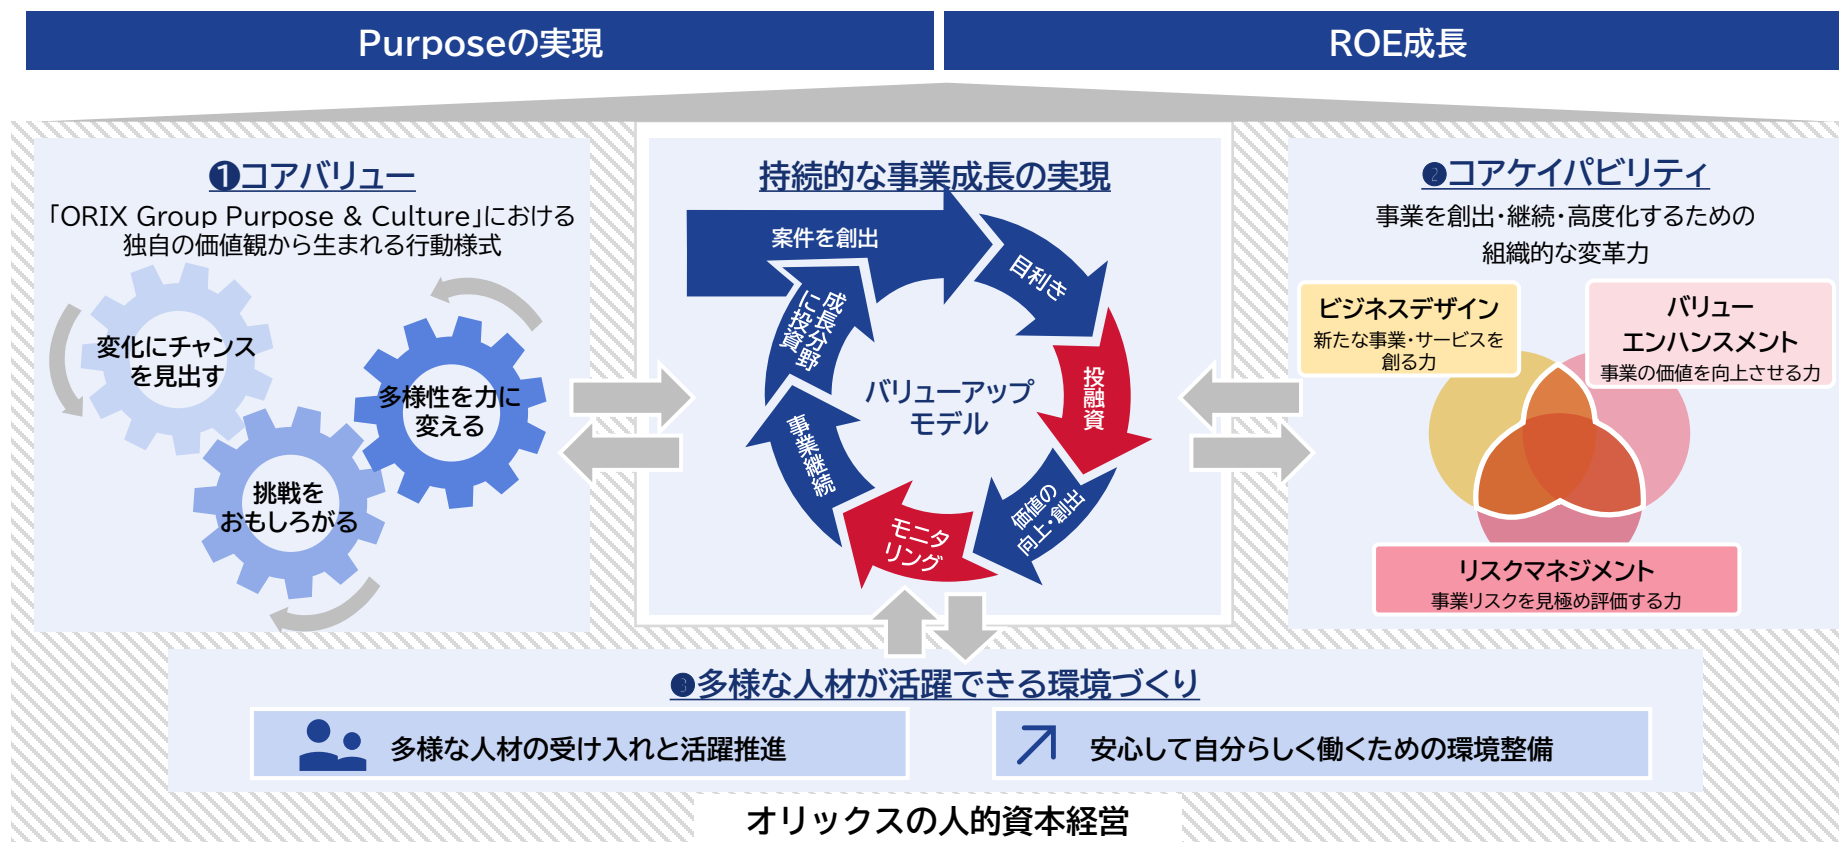 Purposeの実現
ROE成長
❶コアバリュー
「ORIX Group Purpose & Culture」における
独自の価値観から生まれる行動様式
変化にチャンス
を見出す
多様性を力に
変える
挑戦を
おもしろがる
持続的な事業成長の実現
案件を創出
目利き
投融資
価値の
向上・創出
モニタ
リング
事業継続
成長分野
に投資
バリューアップ
モデル
❷コアケイパビリティ
事業を創出・継続・高度化するための
組織的な変革力
ビジネスデザイン
新たな事業・サービスを
創る力
バリュー
エンハンスメント
事業の価値を向上させる力
リスクマネジメント
事業リスクを見極め評価する力
❸多様な人材が活躍できる環境づくり
多様な人材の受け入れと活躍推進
安心して自分らしく働くための環境整備
オリックスの人的資本経営